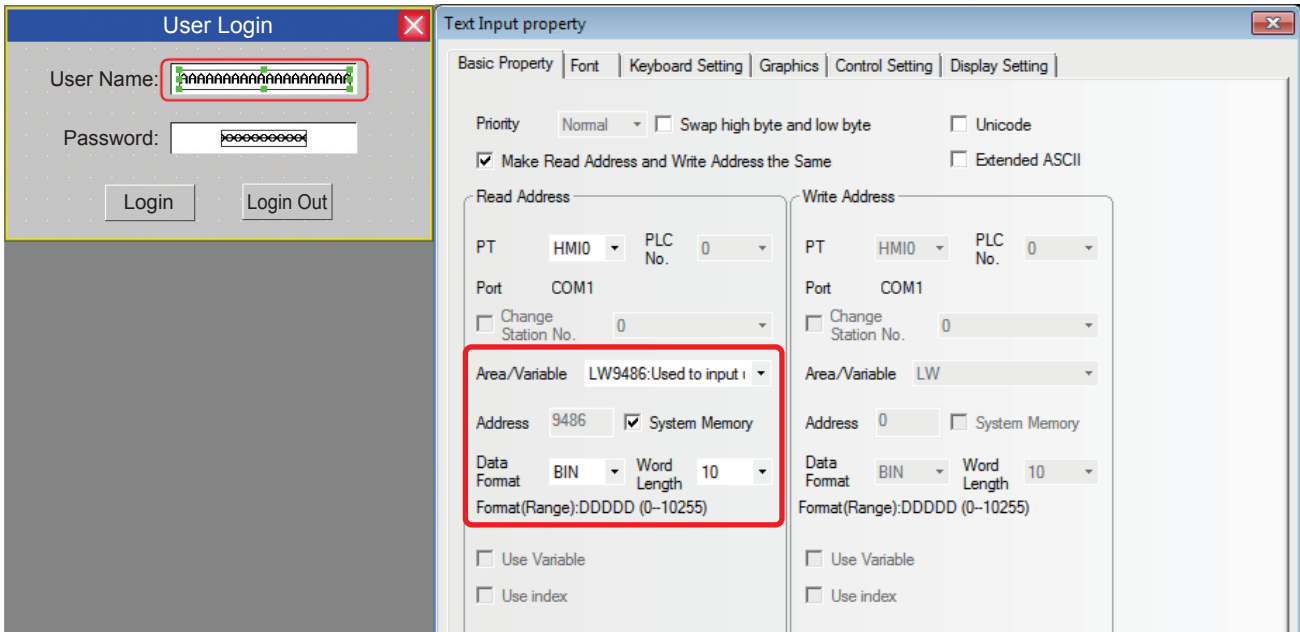 User Login
User Name: AAAAAAAAAAAAAAAAAAAA
Password:
Login Login Out
Text Input property
Basic Property Font Keyboard Setting Graphics Control Setting Display Setting
Priority Normal Swap high byte and low byte Unicode
Make Read Address and Write Address the Same Extended ASCII
Read Address Write Address
PT HMI0 PLC No. 0 PT HMI0 PLC No. 0
Port COM1 Port COM1
Change Station No. 0 Change Station No. 0
Area/Variable LW9486:Used to input Area/Variable LW
Address 9486 System Memory Address 0 System Memory
Data Format BIN Word Length 10 Data Format BIN Word Length 10
Format(Range):DDDDD (0--10255) Format(Range):DDDDD (0--10255)
Use Variable Use Variable
Use index Use index